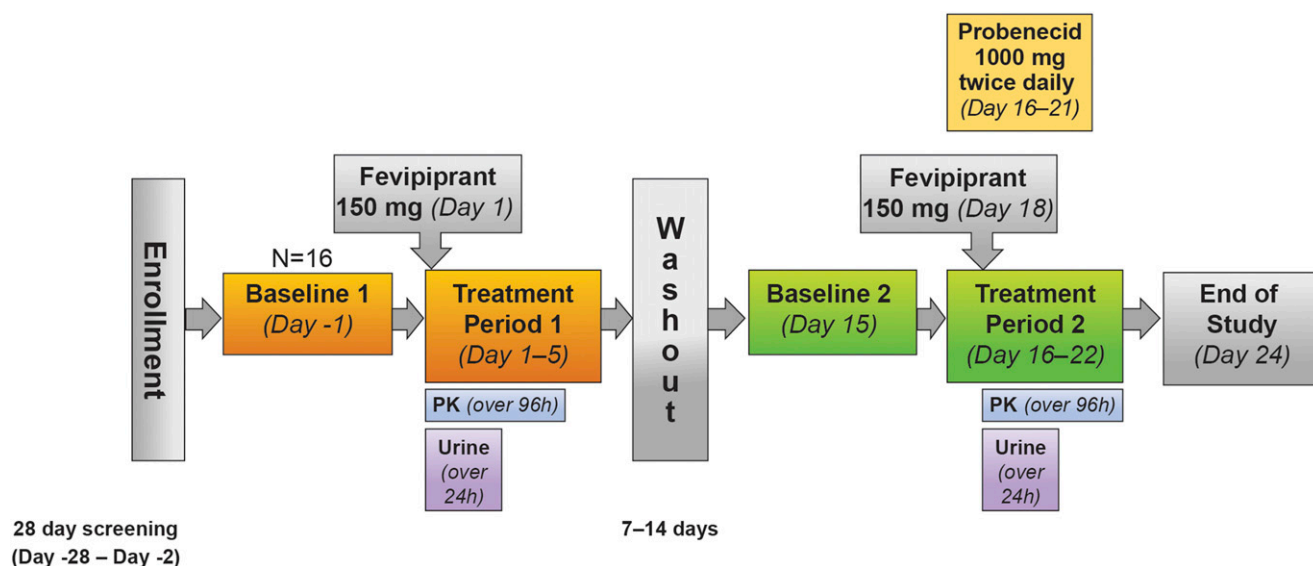 Probenecid
1000 mg
twice daily
(Day 16–21)
Fevipiprant
150 mg (Day 1)
Fevipiprant
150 mg (Day 18)
Enrollment
N=16
Baseline 1
(Day -1)
Treatment
Period 1
(Day 1–5)
PK (over 96h)
Urine
(over
24h)
Washout
Baseline 2
(Day 15)
Treatment
Period 2
(Day 16–22)
PK (over 96h)
Urine
(over
24h)
End of
Study
(Day 24)
28 day screening
(Day -28 – Day -2)
7–14 days